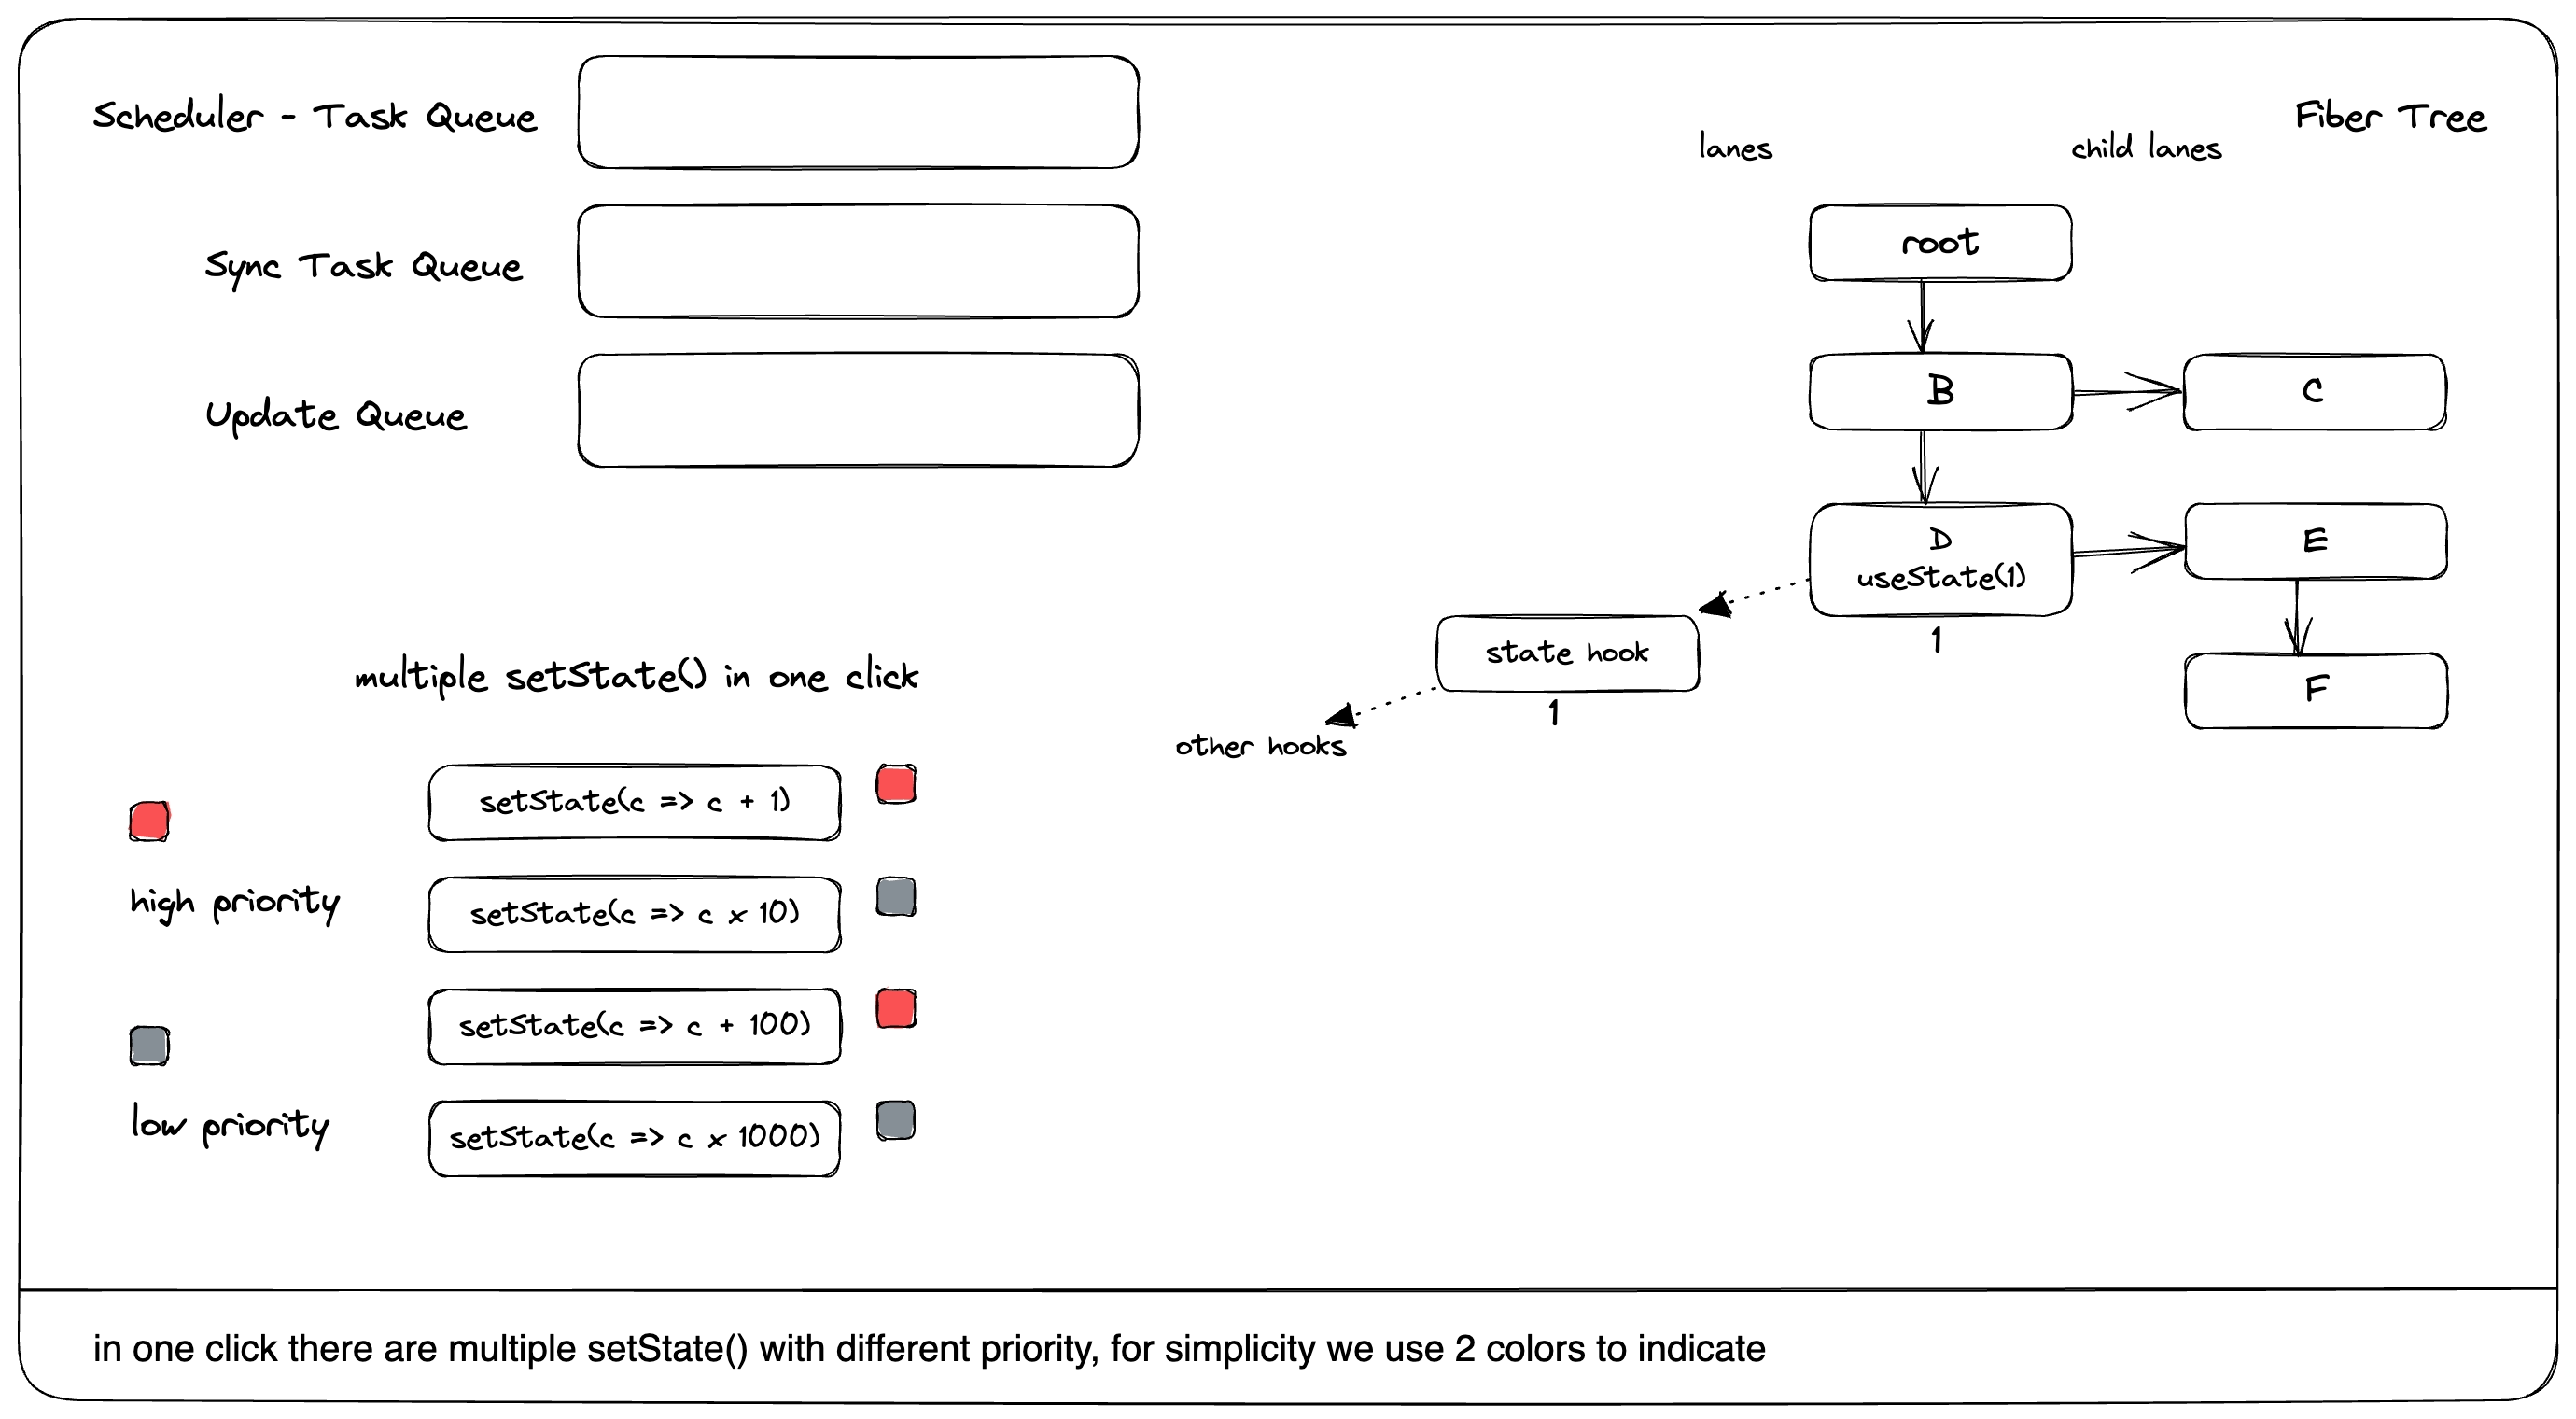 Scheduler - Task Queue
Sync Task Queue
Update Queue
Fiber Tree
lanes
child lanes
root
B
C
D
useState(1)
1
E
F
state hook
1
other hooks
multiple setState() in one click
high priority
low priority
setState(c => c + 1)
setState(c => c x 10)
setState(c => c + 100)
setState(c => c x 1000)
in one click there are multiple setState() with different priority, for simplicity we use 2 colors to indicate